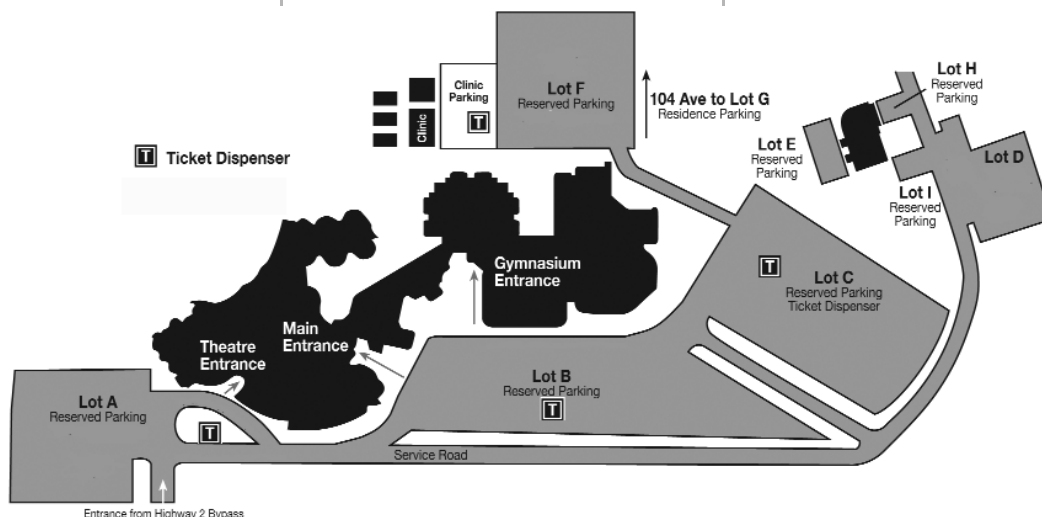 Clinic
Parking
T
Clinic
Lot F
Reserved Parking
104 Ave to Lot G
Residence Parking
Lot H
Reserved
Parking
Lot E
Reserved
Parking
Lot D
Lot I
Reserved
Parking
T Ticket Dispenser
Gymnasium
Entrance
T
Lot C
Reserved Parking
Ticket Dispenser
Main
Entrance
Theatre
Entrance
Lot B
Reserved Parking
T
Lot A
Reserved Parking
T
Service Road
Entrance from Highway 2 Bypass